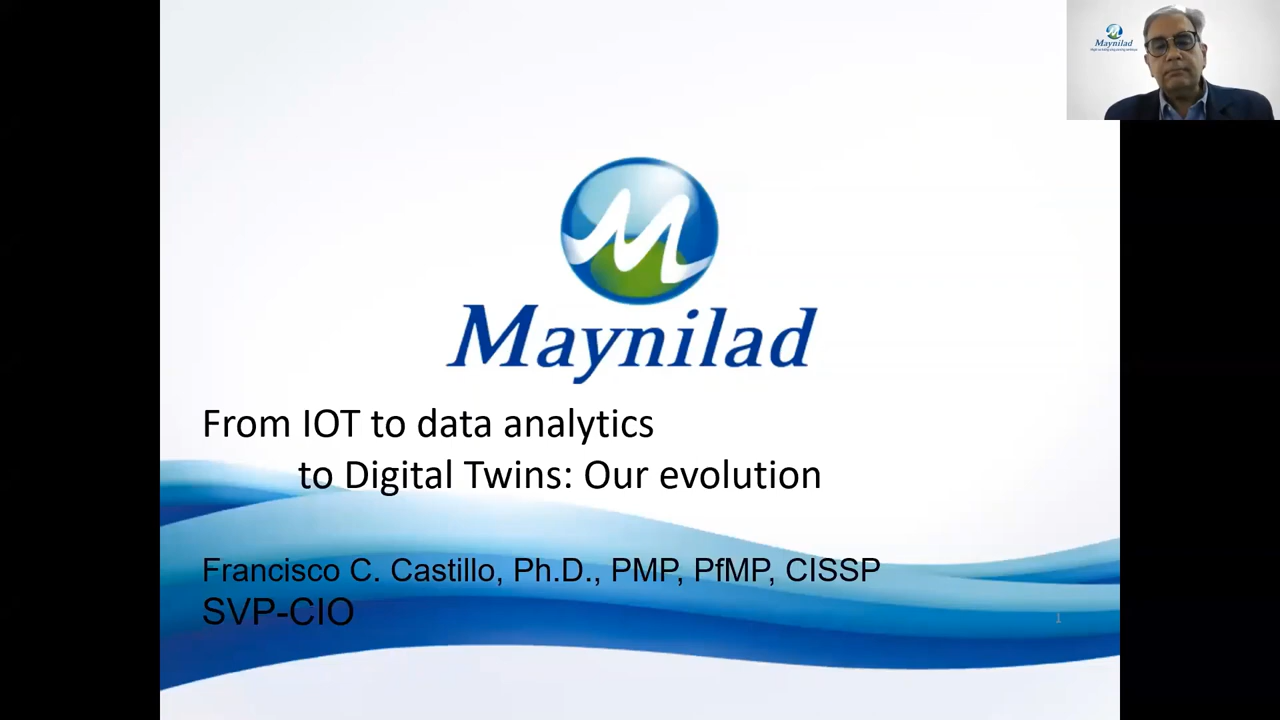 Maynilad
Maynilad
From IOT to data analytics
to Digital Twins: Our evolution
Francisco C. Castillo, Ph.D., PMP, PfMP, CISSP
SVP-CIO
1